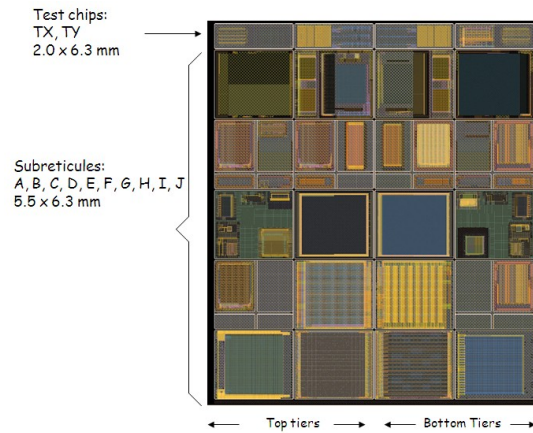 Test chips:
TX, TY
2.0 x 6.3 mm
Subreticules:
A, B, C, D, E, F, G, H, I, J
5.5 x 6.3 mm
Top tiers
Bottom Tiers